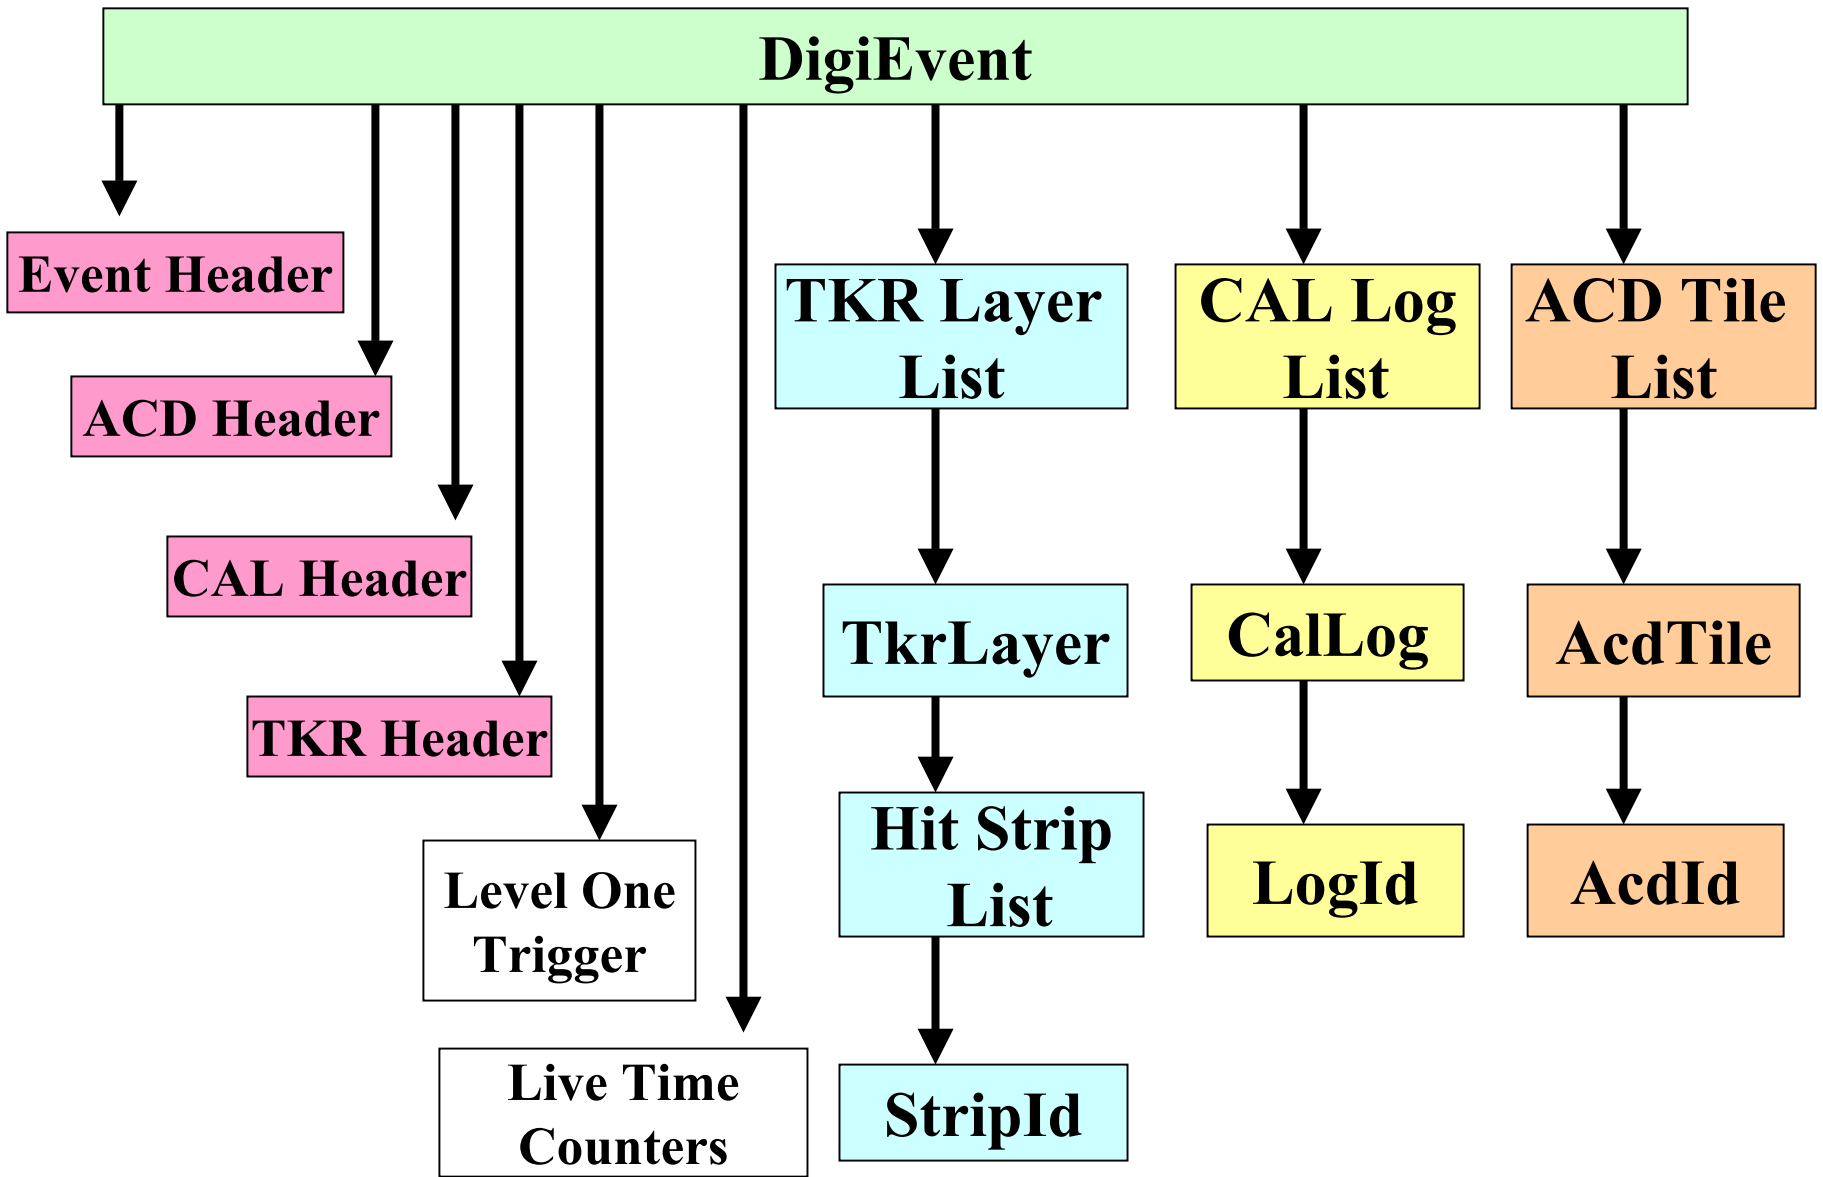 DigiEvent
Event Header
ACD Header
CAL Header
TKR Header
Level One
Trigger
Live Time
Counters
TKR Layer
List
TkrLayer
Hit Strip
List
StripId
CAL Log
List
CalLog
LogId
ACD Tile
List
AcdTile
AcdId